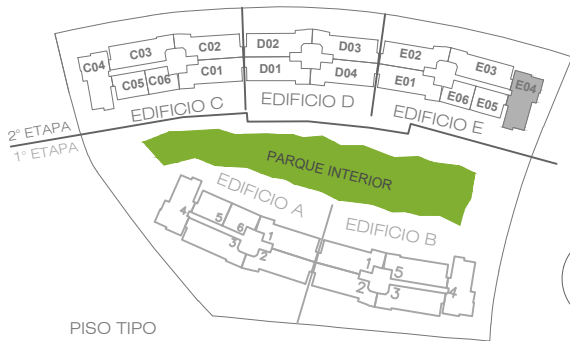 C04 C03 C02 D02 D03 E02 E03 E04
C05 C06 C01 D01 D04 E01 E06 E05
EDIFICIO C EDIFICIO D EDIFICIO E
2° ETAPA
1° ETAPA
PARQUE INTERIOR
EDIFICIO A
EDIFICIO B
4 5 6 1
3 2
1 5 4
2 3
PISO TIPO